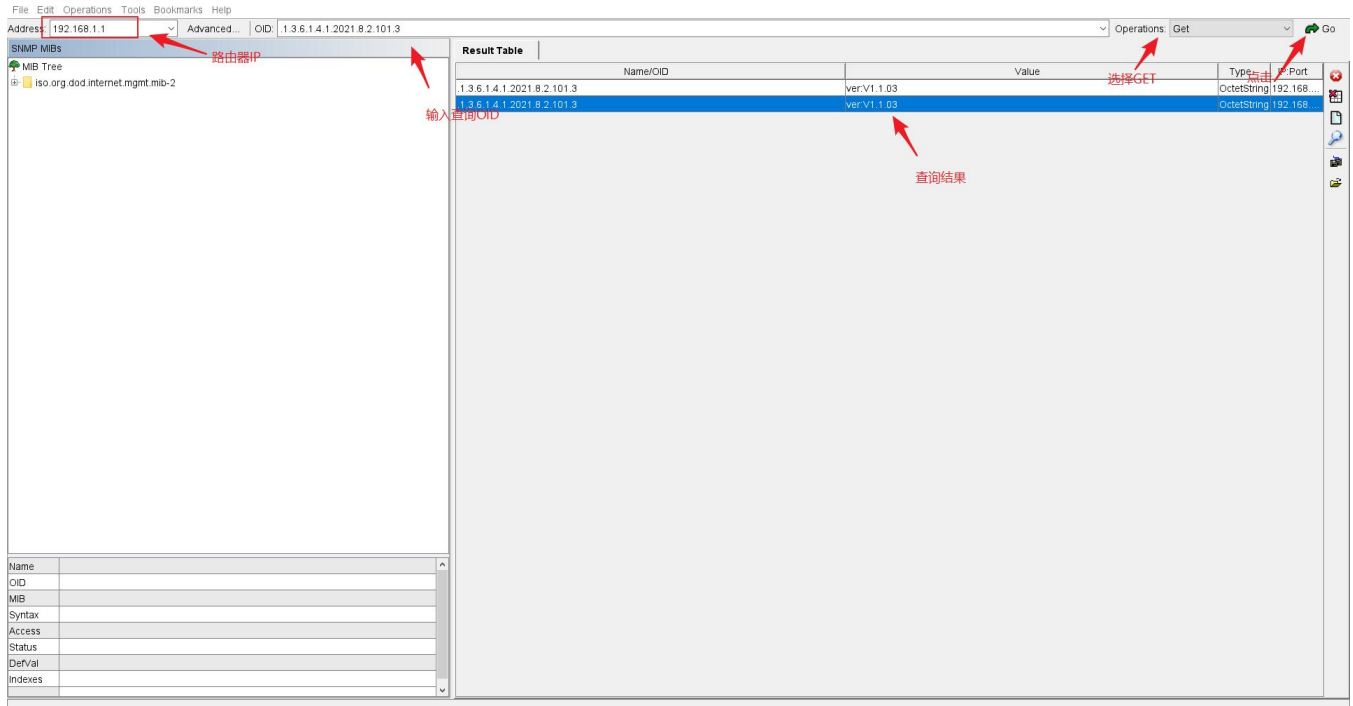 File Edit Operations Tools Bookmarks Help
Address: 192.168.1.1 Advanced... OID: .1.3.6.1.4.1.2021.8.2.101.3 Operations: Get Go
SNMP MIBs
路由器IP
Result Table
MIB Tree
iso.org.dod.internet.mgmt.mib-2
Name/OID Value Type IP:Port
选择GET
点击
.1.3.6.1.4.1.2021.8.2.101.3 ver:V1.1.03 OctetString 192.168....
.1.3.6.1.4.1.2021.8.2.101.3 ver:V1.1.03 OctetString 192.168....
输入查询OID
查询结果
Name
OID
MIB
Syntax
Access
Status
DefVal
Indexes